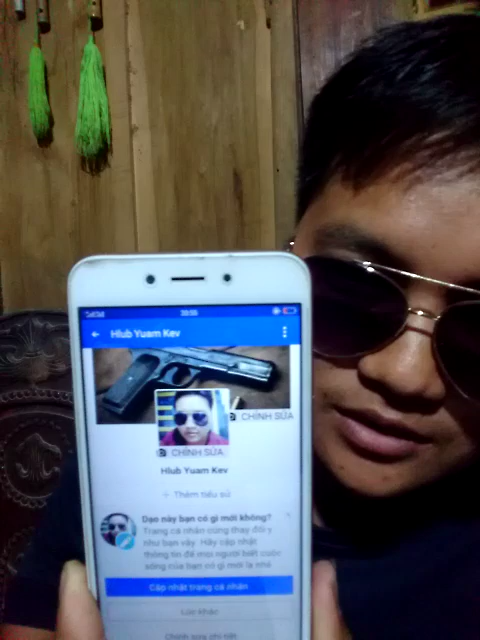 20:55
Hlub Yuam Kev
CHỈNH SỬA
CHỈNH SỬA
Hlub Yuam Kev
+ Thêm tiểu sử
Dạo này bạn có gì mới không?
Trang cá nhân cũng thay đổi y
như bạn vậy. Hãy cập nhật
thông tin để mọi người biết cuộc
sống của bạn có gì mới lạ nhé
Cập nhật trang cá nhân
Lúc khác